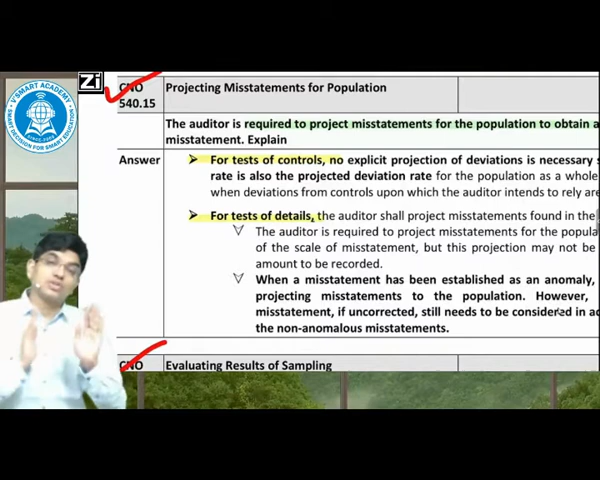 V'SMART ACADEMY
SINCE 2008
SMART DECISION FOR SMART EDUCATION
Zi
CNO
540.15
Projecting Misstatements for Population
The auditor is required to project misstatements for the population to obtain a
misstatement. Explain
Answer
➢ For tests of controls, no explicit projection of deviations is necessary s
rate is also the projected deviation rate for the population as a whole
when deviations from controls upon which the auditor intends to rely are
➢ For tests of details, the auditor shall project misstatements found in the
The auditor is required to project misstatements for the popula
of the scale of misstatement, but this projection may not be
amount to be recorded.
When a misstatement has been established as an anomaly,
projecting misstatements to the population. However,
misstatement, if uncorrected, still needs to be considered in ad
the non-anomalous misstatements.
CNO
Evaluating Results of Sampling